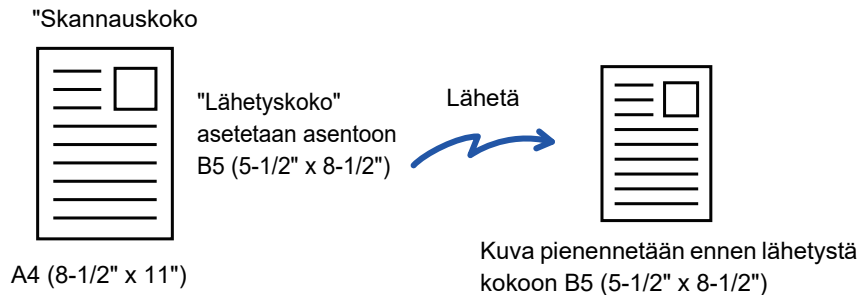 "Skannauskoko
"Lähetyskoko"
asetetaan asentoon
B5 (5-1/2" x 8-1/2")
Lähetä
A4 (8-1/2" x 11")
Kuva pienennetään ennen lähetystä
kokoon B5 (5-1/2" x 8-1/2”)